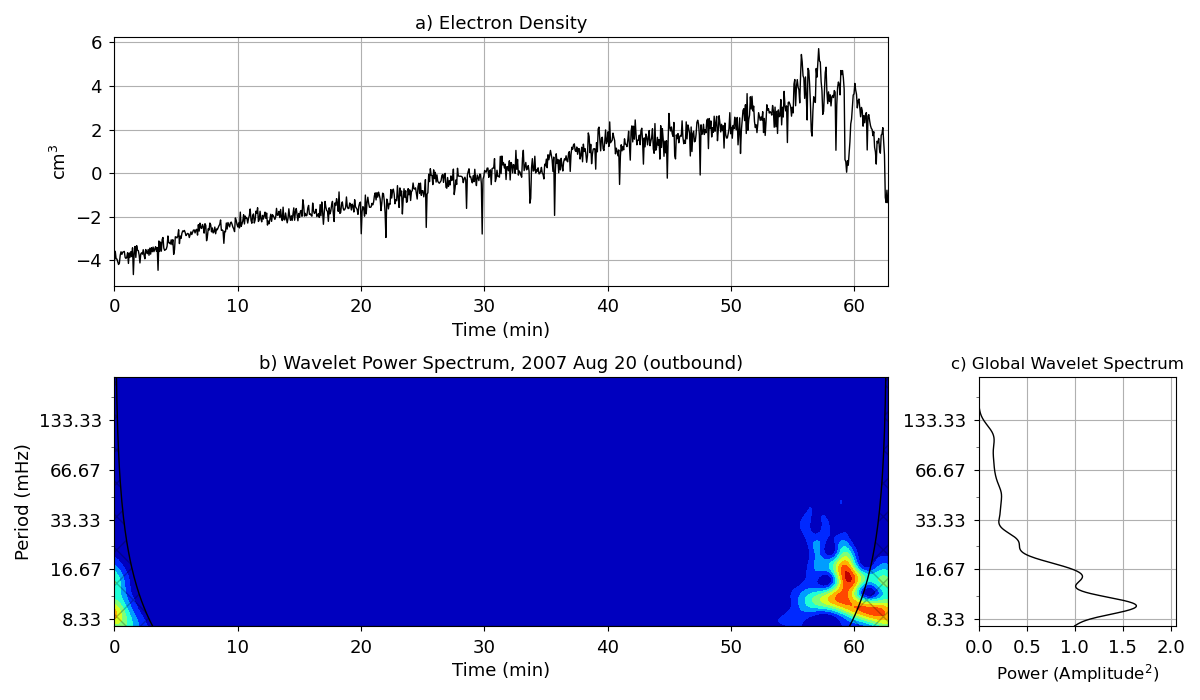 a) Electron Density
6
4
2
0
−2
−4
cm³
0 10 20 30 40 50 60
Time (min)
b) Wavelet Power Spectrum, 2007 Aug 20 (outbound)
133.33
66.67
33.33
16.67
8.33
Period (mHz)
0 10 20 30 40 50 60
Time (min)
c) Global Wavelet Spectrum
133.33
66.67
33.33
16.67
8.33
0.0 0.5 1.0 1.5 2.0
Power (Amplitude²)